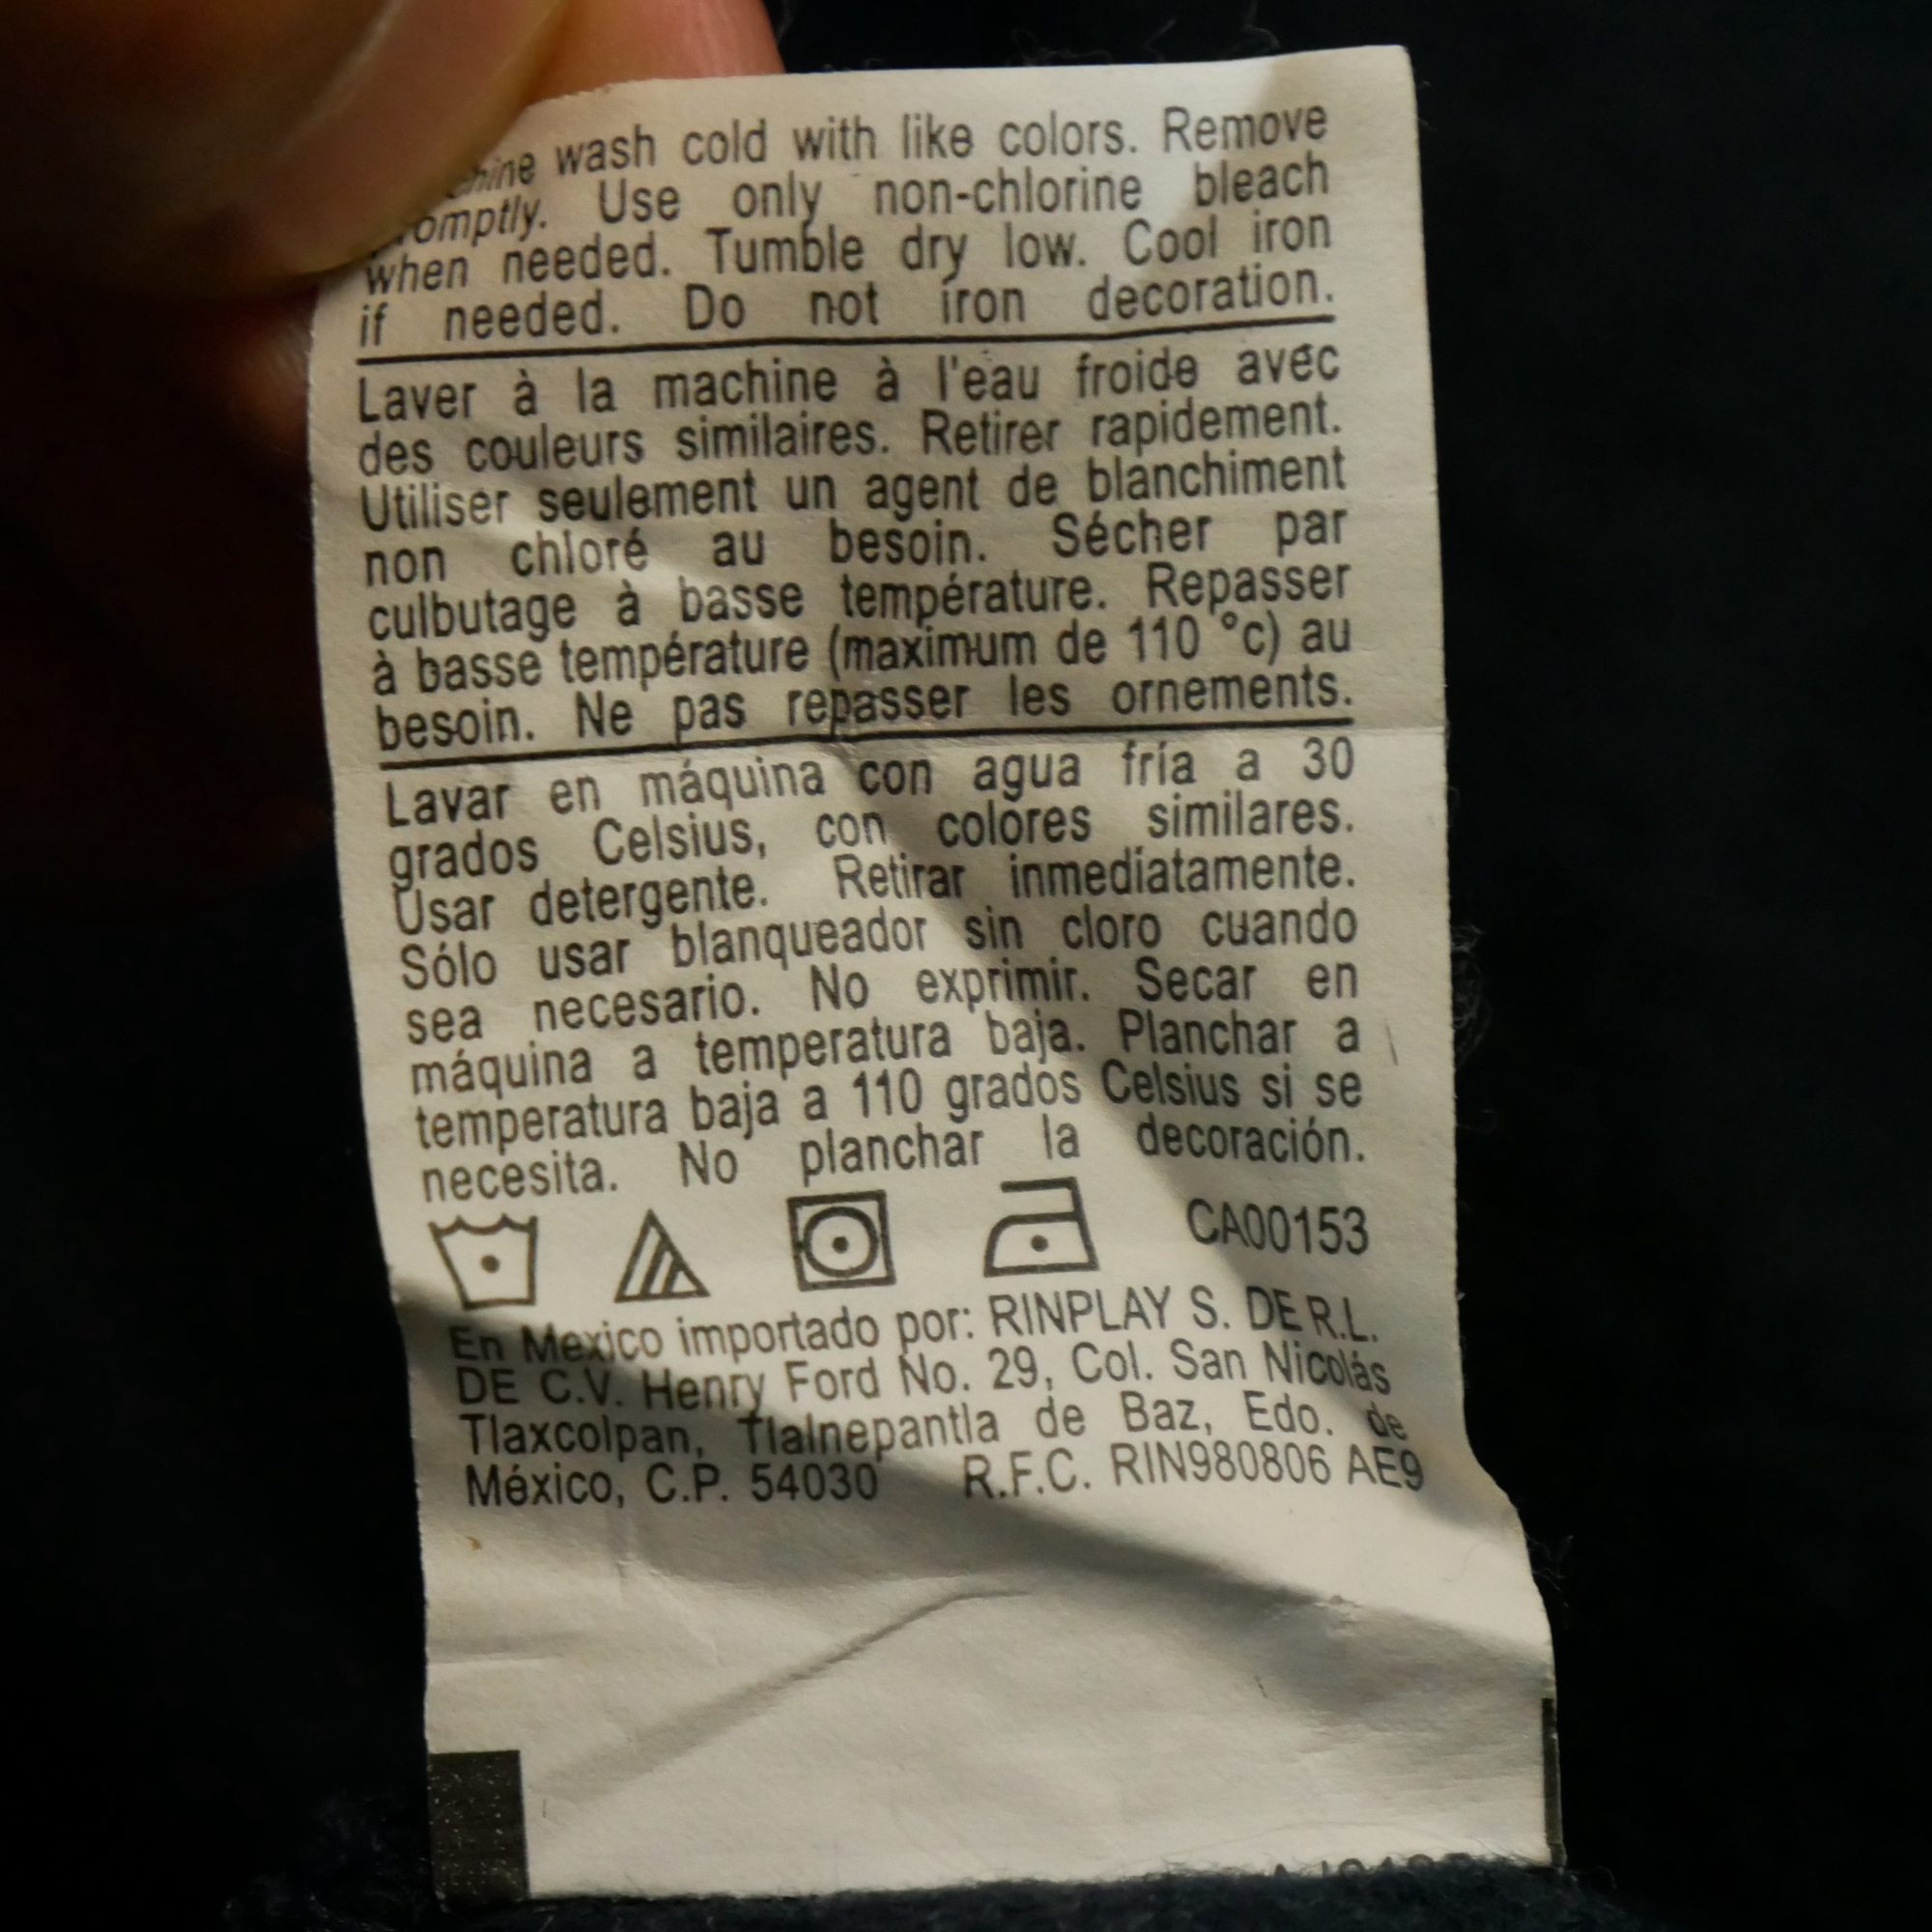 wash cold with like colors. Remove
Use only non-chlorine bleach
when needed. Tumble dry low. Cool iron
if needed. Do not iron decoration.
Laver à la machine à l'eau froide avec
des couleurs similaires. Retirer rapidement.
Utiliser seulement un agent de blanchiment
non chloré au besoin. Sécher par
culbutage à basse température. Repasser
à basse température (maximum de 110 °c) au
besoin. Ne pas repasser les ornements.
Lavar en máquina con agua fría a 30
grados Celsius, con colores similares.
Usar detergente. Retirar inmediatamente.
Sólo usar blanqueador sin cloro cuando
sea necesario. No exprimir. Secar en
máquina a temperatura baja. Planchar a
temperatura baja a 110 grados Celsius si se
necesita. No planchar la decoración.
CA00153
En Mexico importado por: RINPLAY S. DE R.L.
DE C.V. Henry Ford No. 29, Col. San Nicolás
Tlaxcolpan, Tlalnepantla de Baz, Edo. de
México, C.P. 54030 R.F.C. RIN980806 AE9